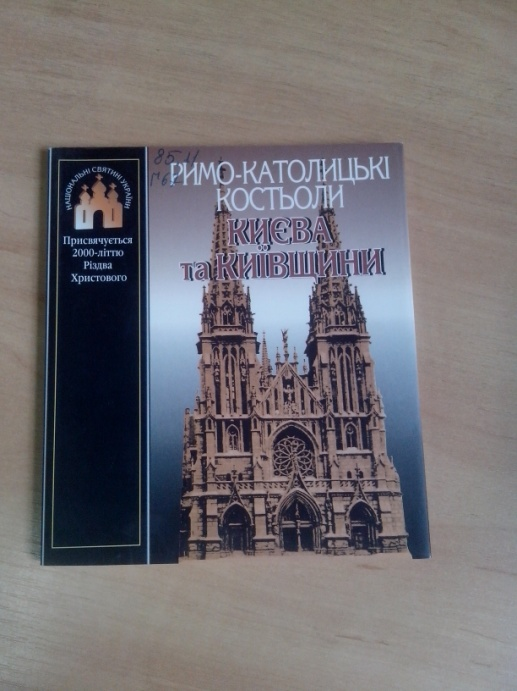 НАЦІОНАЛЬНІ СВЯТИНІ УКРАЇНИ
Присвячується
2000-літтю
Різдва
Христового
РИМО-КАТОЛИЦЬКІ
КОСТЬОЛИ
КИЄВА
та КИЇВЩИНИ